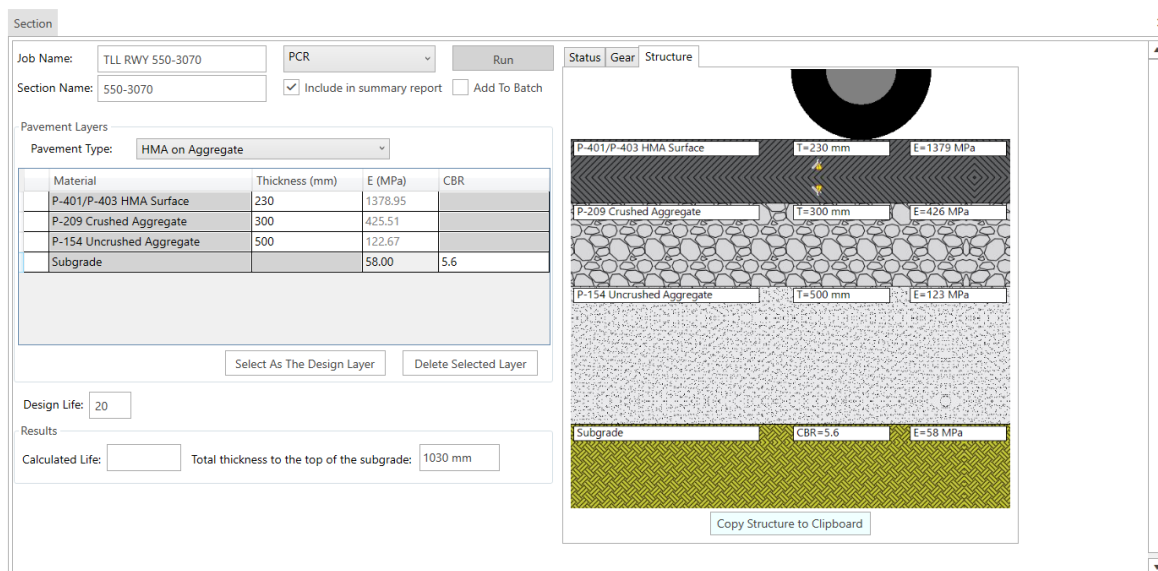 Section
Job Name: TLL RWY 550-3070 PCR Run
Section Name: 550-3070 Include in summary report Add To Batch
Pavement Layers
Pavement Type: HMA on Aggregate
Material Thickness (mm) E (MPa) CBR
P-401/P-403 HMA Surface 230 1378.95
P-209 Crushed Aggregate 300 425.51
P-154 Uncrushed Aggregate 500 122.67
Subgrade 58.00 5.6
Select As The Design Layer Delete Selected Layer
Design Life: 20
Results
Calculated Life: Total thickness to the top of the subgrade: 1030 mm
Status Gear Structure
P-401/P-403 HMA Surface T=230 mm E=1379 MPa
P-209 Crushed Aggregate T=300 mm E=426 MPa
P-154 Uncrushed Aggregate T=500 mm E=123 MPa
Subgrade CBR=5.6 E=58 MPa
Copy Structure to Clipboard